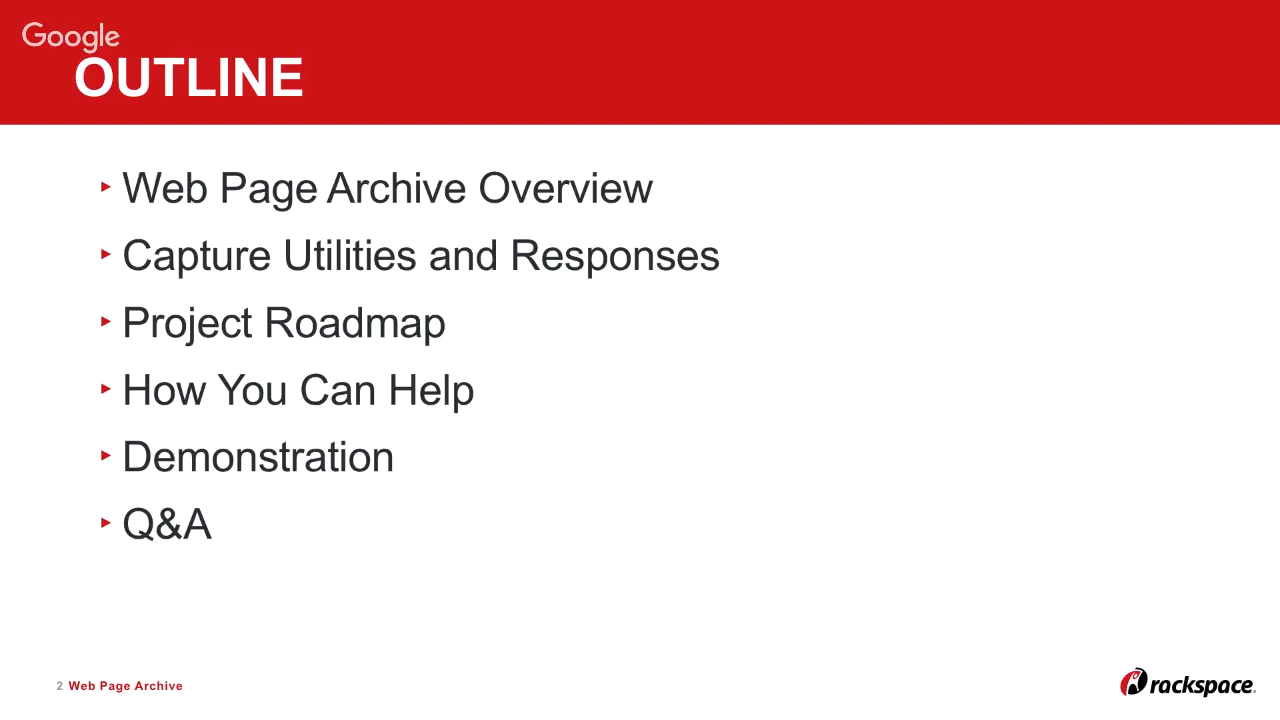 Google
OUTLINE
‣ Web Page Archive Overview
‣ Capture Utilities and Responses
‣ Project Roadmap
‣ How You Can Help
‣ Demonstration
‣ Q&A
2 Web Page Archive
rackspace.